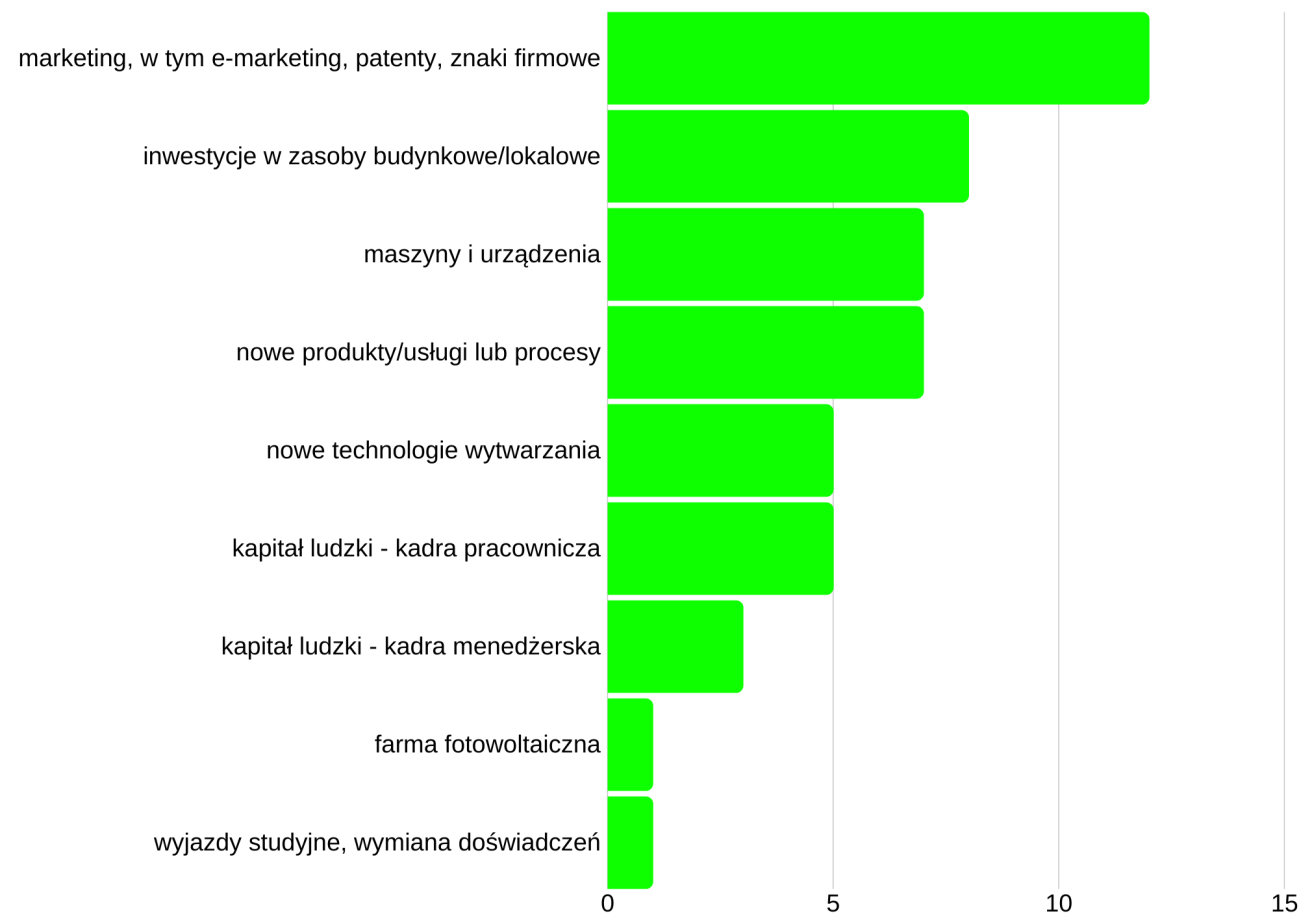 marketing, w tym e-marketing, patenty, znaki firmowe
inwestycje w zasoby budynkowe/lokalowe
maszyny i urządzenia
nowe produkty/usługi lub procesy
nowe technologie wytwarzania
kapitał ludzki - kadra pracownicza
kapitał ludzki - kadra menedżerska
farma fotowoltaiczna
wyjazdy studyjne, wymiana doświadczeń
0 5 10 15